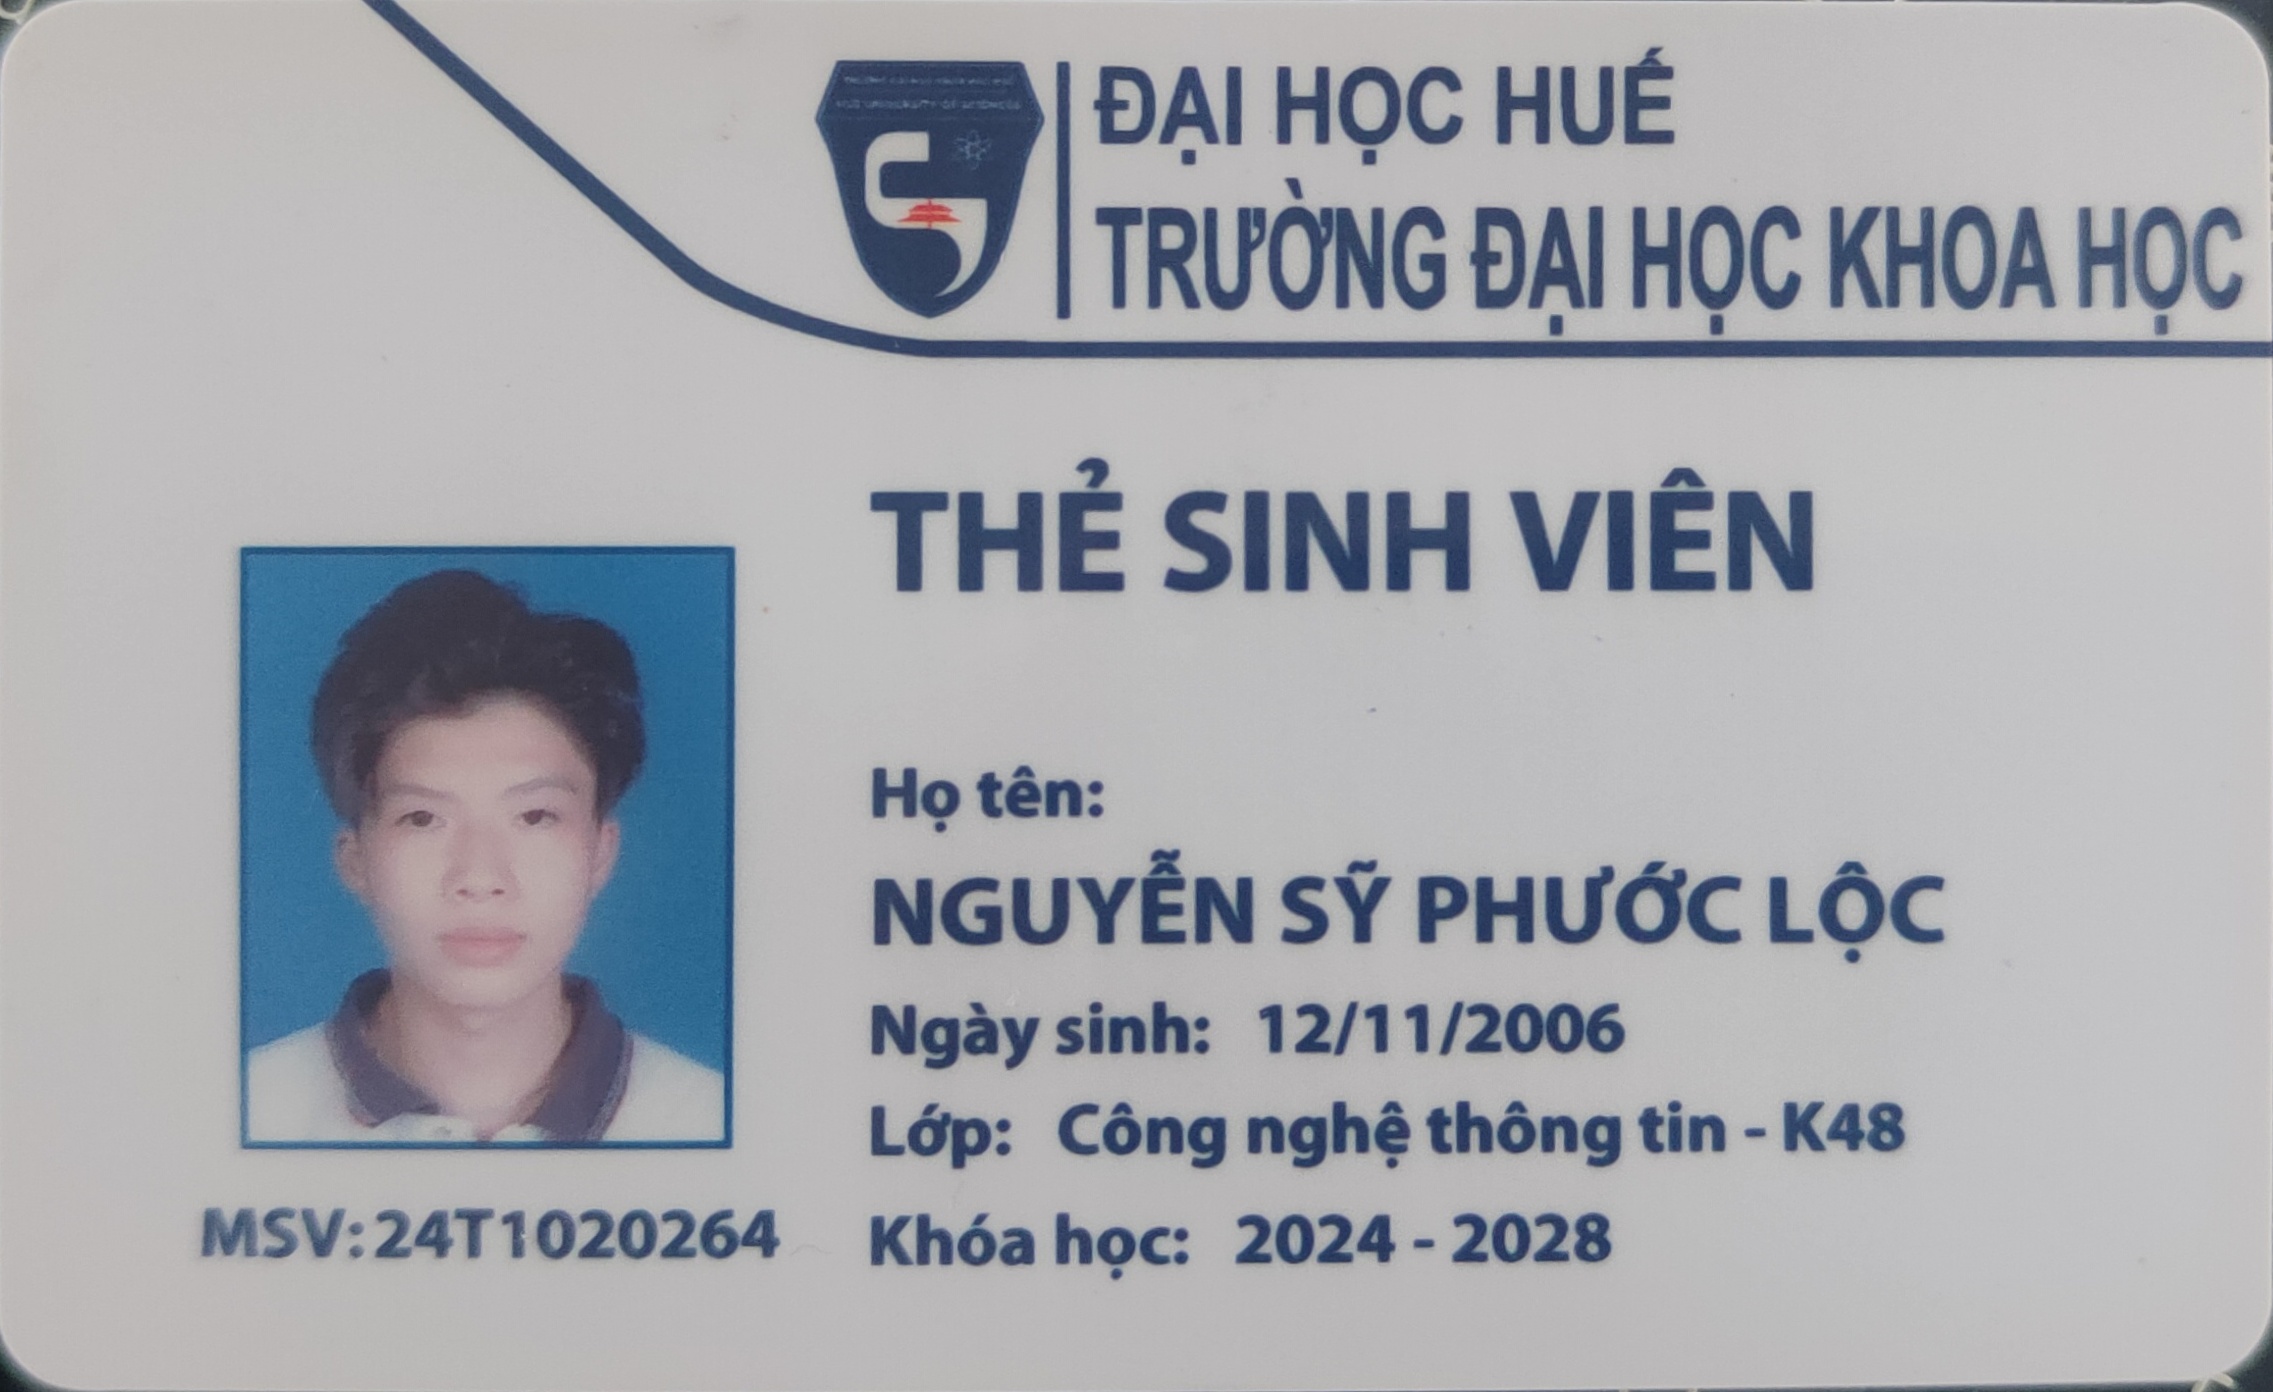 ĐẠI HỌC HUẾ
TRƯỜNG ĐẠI HỌC KHOA HỌC
THẺ SINH VIÊN
Họ tên:
NGUYỄN SỸ PHƯỚC LỘC
Ngày sinh: 12/11/2006
Lớp: Công nghệ thông tin - K48
Khóa học: 2024 - 2028
MSV:24T1020264